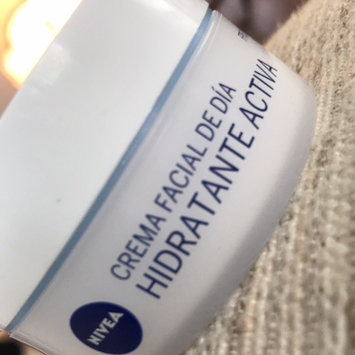 CREMA FACIAL DE DÍA
HIDRATANTE ACTIVA
NIVEA